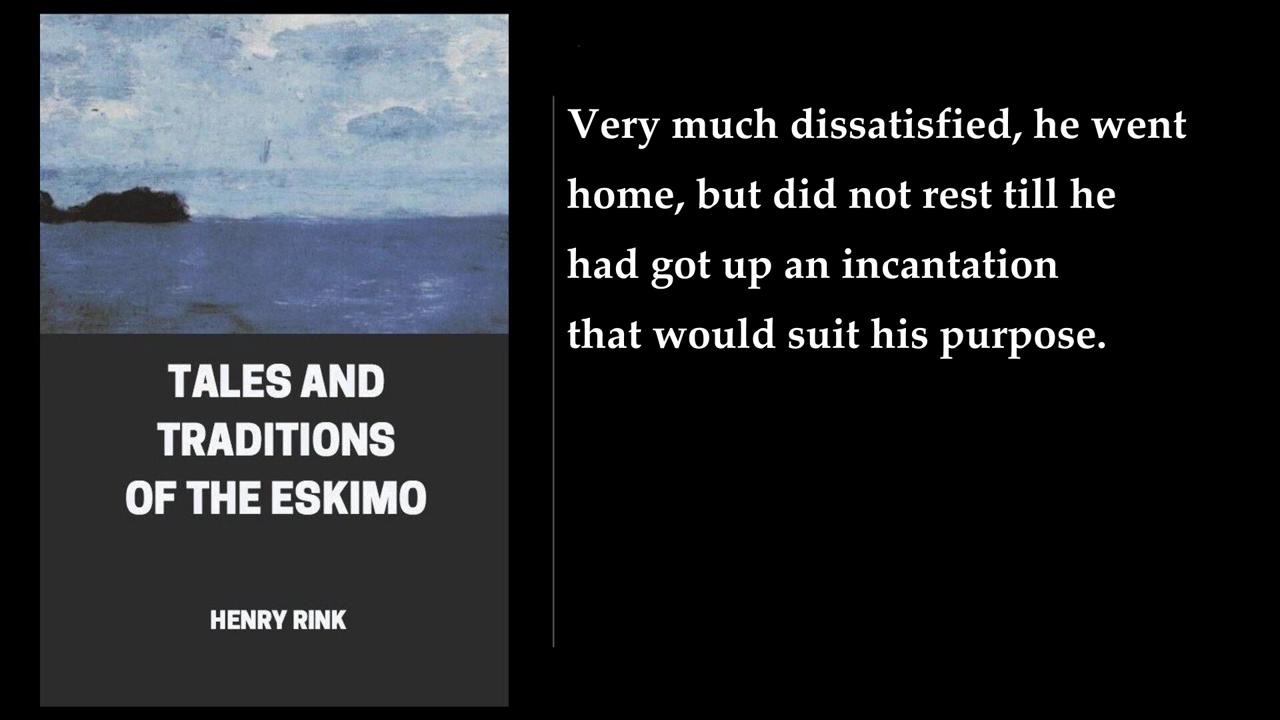 TALES AND
TRADITIONS
OF THE ESKIMO
HENRY RINK
Very much dissatisfied, he went
home, but did not rest till he
had got up an incantation
that would suit his purpose.